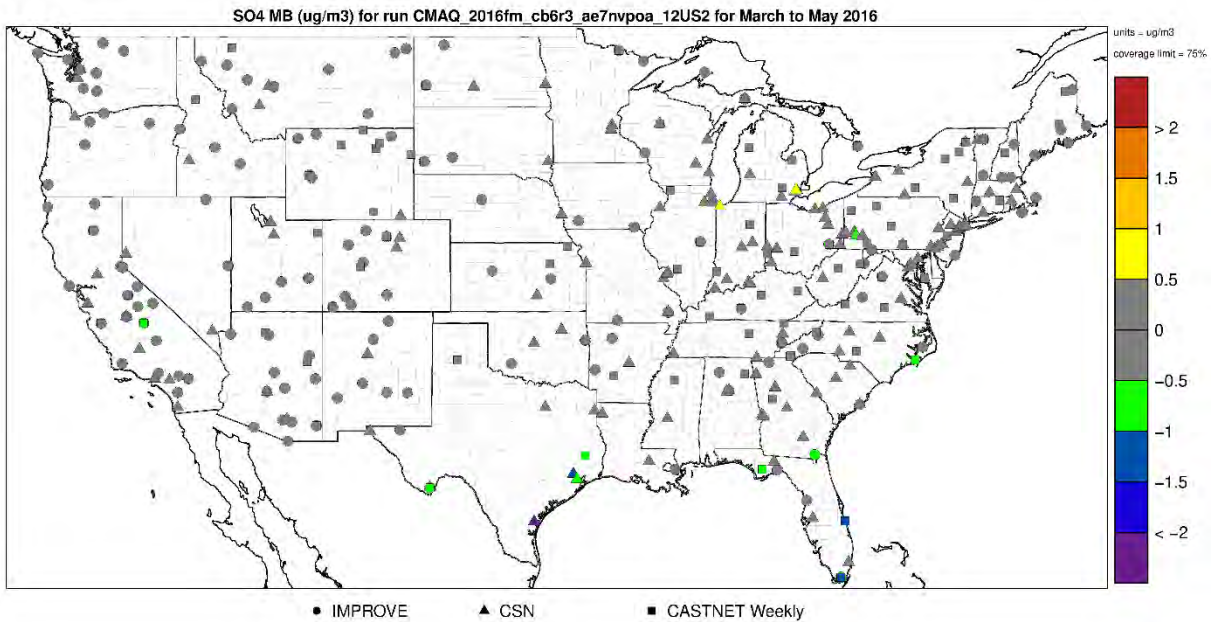 SO4 MB (ug/m3) for run CMAQ_2016fm_cb6r3_ae7nvpoa_12US2 for March to May 2016
units = ug/m3
coverage limit = 75%
> 2
1.5
1
0.5
0
−0.5
−1
−1.5
< −2
IMPROVE CSN CASTNET Weekly